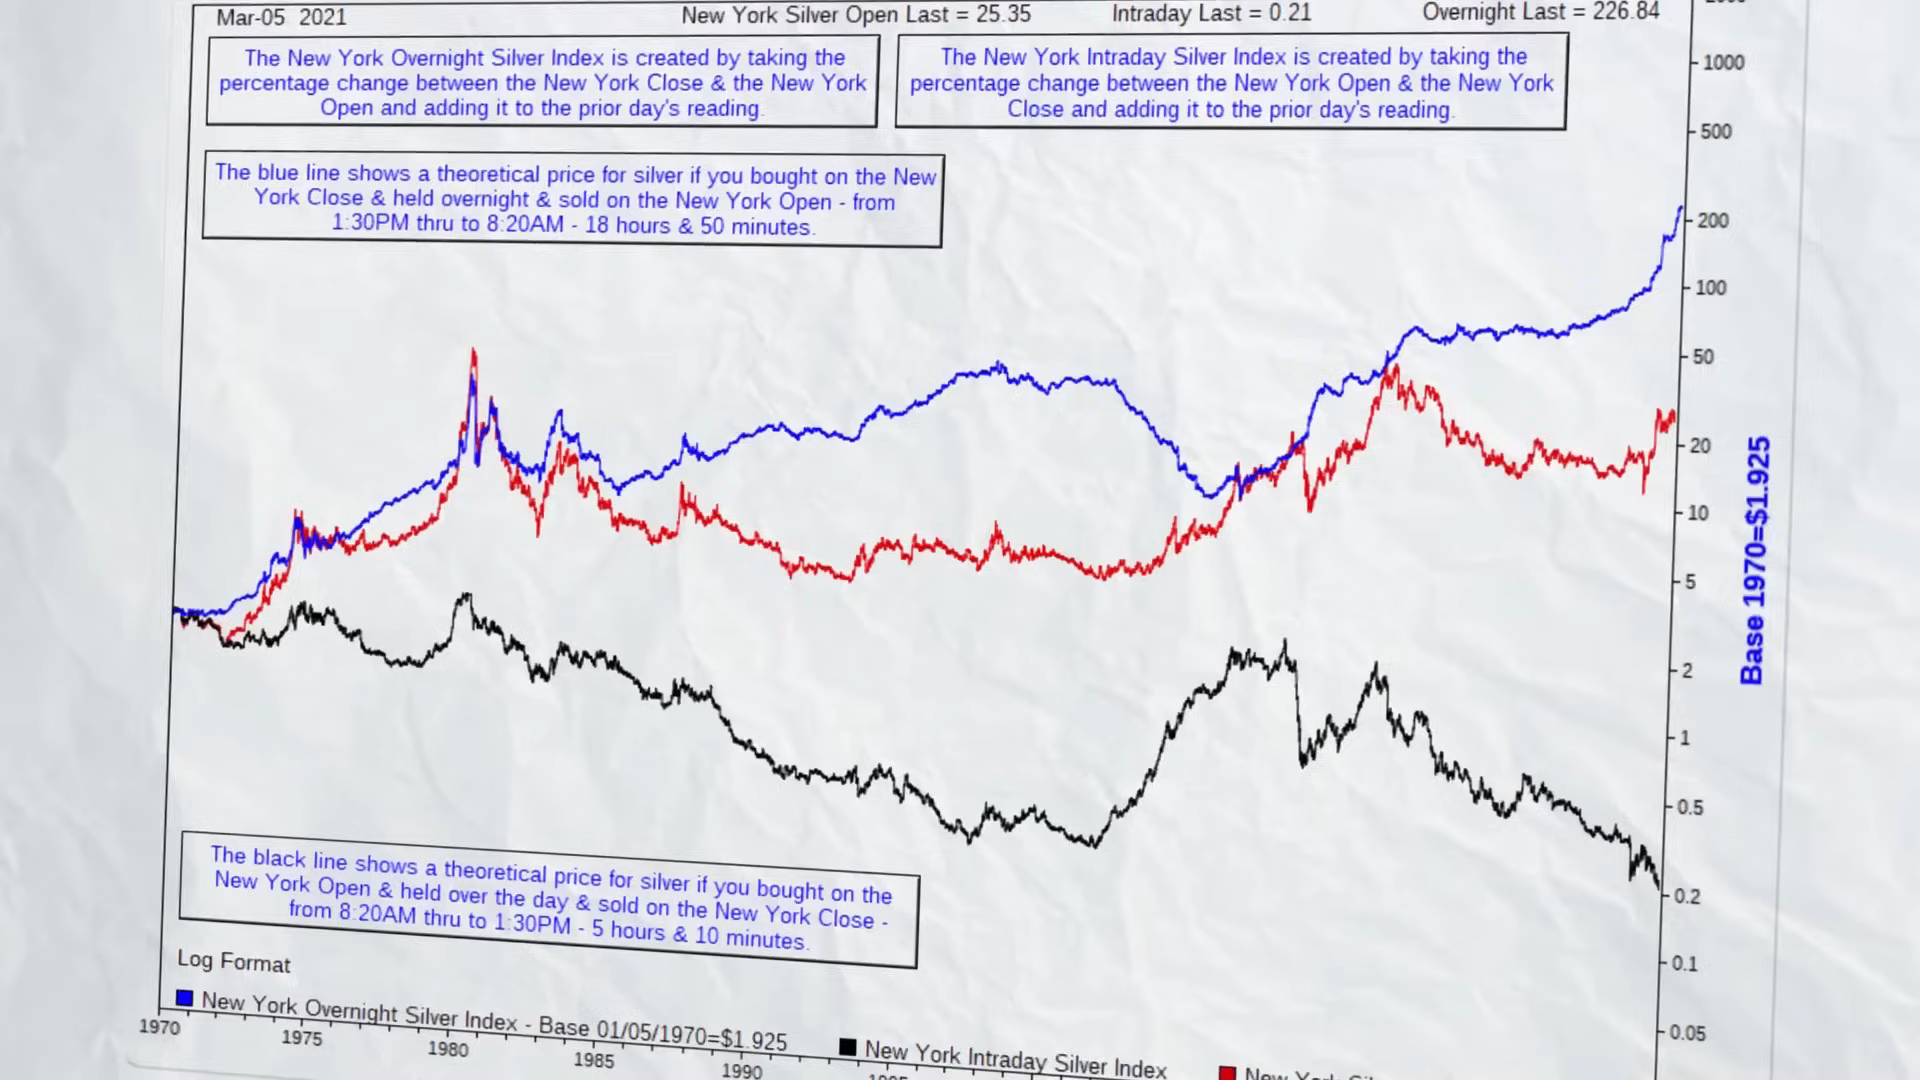 Mar-05 2021
New York Silver Open Last = 25.35
Intraday Last = 0.21
Overnight Last = 226.84
The New York Overnight Silver Index is created by taking the
percentage change between the New York Close & the New York
Open and adding it to the prior day's reading.
The New York Intraday Silver Index is created by taking the
percentage change between the New York Open & the New York
Close and adding it to the prior day's reading.
The blue line shows a theoretical price for silver if you bought on the New
York Close & held overnight & sold on the New York Open - from
1:30PM thru to 8:20AM - 18 hours & 50 minutes.
1000
500
200
100
50
20
10
5
2
1
0.5
0.2
0.1
0.05
Base 1970=$1.925
The black line shows a theoretical price for silver if you bought on the
New York Open & held over the day & sold on the New York Close -
from 8:20AM thru to 1:30PM - 5 hours & 10 minutes.
Log Format
New York Overnight Silver Index - Base 01/05/1970=$1.925
New York Intraday Silver Index
1970
1975
1980
1985
1990